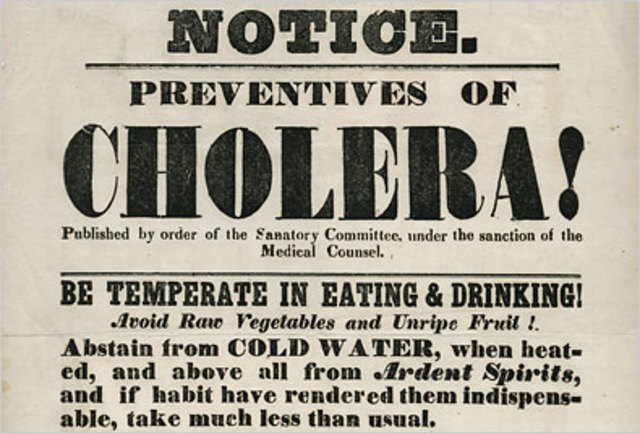 NOTICE.
PREVENTIVES OF
CHOLERA!
Published by order of the Sanatory Committee, under the sanction of the
Medical Counsel.
BE TEMPERATE IN EATING & DRINKING!
Avoid Raw Vegetables and Unripe Fruit !.
Abstain from COLD WATER, when heat-
ed, and above all from Ardent Spirits,
and if habit have rendered them indispens-
able, take much less than usual.